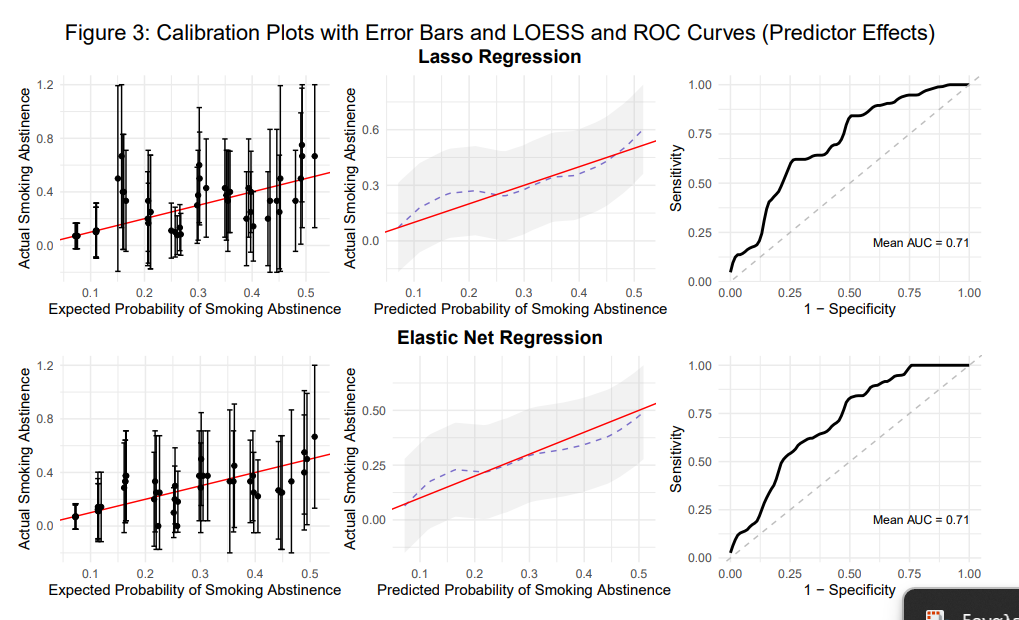 Figure 3: Calibration Plots with Error Bars and LOESS and ROC Curves (Predictor Effects)
Lasso Regression
Actual Smoking Abstinence
1.2
0.8
0.4
0.0
0.1 0.2 0.3 0.4 0.5
Expected Probability of Smoking Abstinence
Actual Smoking Abstinence
0.6
0.3
0.0
0.1 0.2 0.3 0.4 0.5
Predicted Probability of Smoking Abstinence
Sensitivity
1.00
0.75
0.50
0.25
0.00
Mean AUC = 0.71
0.00 0.25 0.50 0.75 1.00
1 − Specificity
Elastic Net Regression
Actual Smoking Abstinence
1.2
0.8
0.4
0.0
0.1 0.2 0.3 0.4 0.5
Expected Probability of Smoking Abstinence
Actual Smoking Abstinence
0.50
0.25
0.00
0.1 0.2 0.3 0.4 0.5
Predicted Probability of Smoking Abstinence
Sensitivity
1.00
0.75
0.50
0.25
0.00
Mean AUC = 0.71
0.00 0.25 0.50 0.75 1.00
1 − Specificity